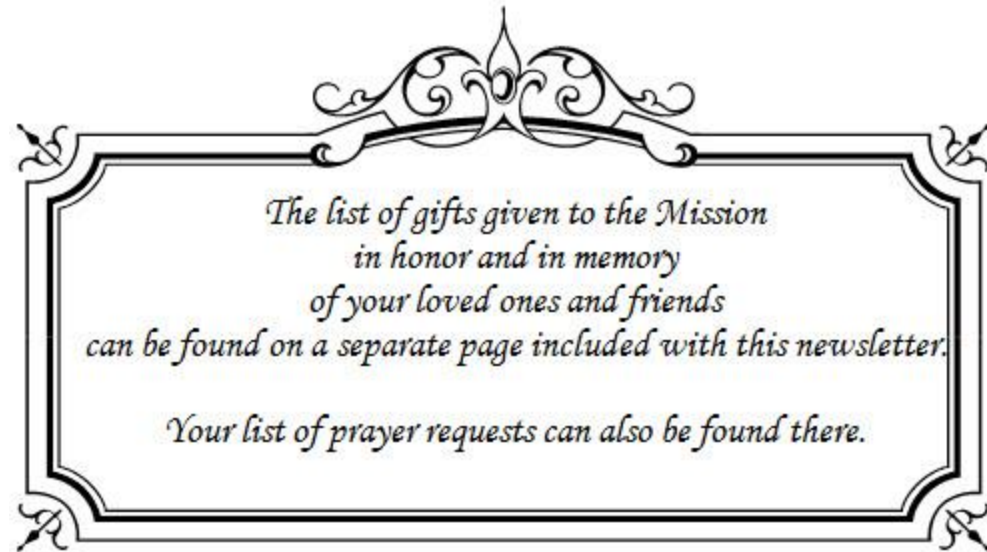 The list of gifts given to the Mission
in honor and in memory
of your loved ones and friends
can be found on a separate page included with this newsletter.
Your list of prayer requests can also be found there.